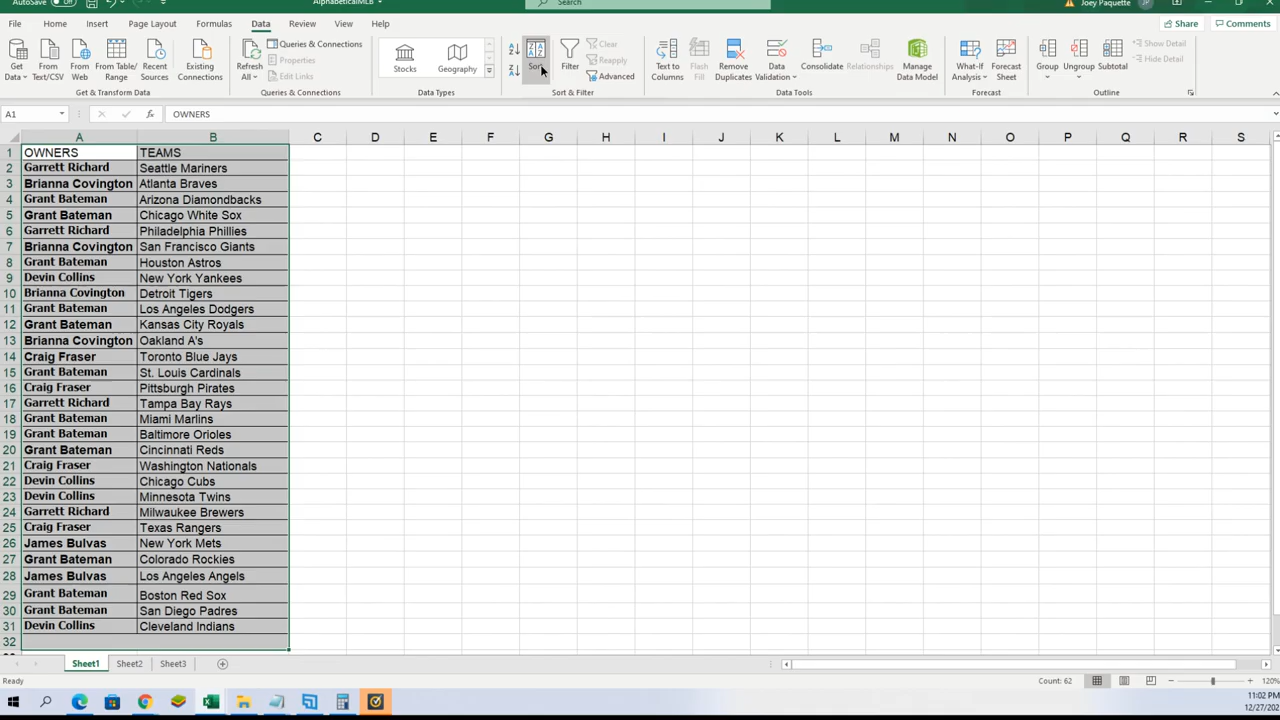 AutoSave Off AlphabeticalMLB Search Joey Paquette JP
File Home Insert Page Layout Formulas Data Review View Help Share Comments
Get Data From Text/CSV From Web From Table/Range Recent Sources Existing Connections
Get & Transform Data
Refresh All Queries & Connections Properties Edit Links
Queries & Connections
Stocks Geography
Data Types
Sort Filter Clear Reapply Advanced
Sort & Filter
Text to Columns Flash Fill Remove Duplicates Data Validation Consolidate Relationships Manage Data Model
Data Tools
What-If Analysis Forecast Sheet
Forecast
Group Ungroup Subtotal Show Detail Hide Detail
Outline
A1 fx OWNERS
A B C D E F G H I J K L M N O P Q R S
1 OWNERS TEAMS
2 Garrett Richard Seattle Mariners
3 Brianna Covington Atlanta Braves
4 Grant Bateman Arizona Diamondbacks
5 Grant Bateman Chicago White Sox
6 Garrett Richard Philadelphia Phillies
7 Brianna Covington San Francisco Giants
8 Grant Bateman Houston Astros
9 Devin Collins New York Yankees
10 Brianna Covington Detroit Tigers
11 Grant Bateman Los Angeles Dodgers
12 Grant Bateman Kansas City Royals
13 Brianna Covington Oakland A's
14 Craig Fraser Toronto Blue Jays
15 Grant Bateman St. Louis Cardinals
16 Craig Fraser Pittsburgh Pirates
17 Garrett Richard Tampa Bay Rays
18 Grant Bateman Miami Marlins
19 Grant Bateman Baltimore Orioles
20 Grant Bateman Cincinnati Reds
21 Craig Fraser Washington Nationals
22 Devin Collins Chicago Cubs
23 Devin Collins Minnesota Twins
24 Garrett Richard Milwaukee Brewers
25 Craig Fraser Texas Rangers
26 James Bulvas New York Mets
27 Grant Bateman Colorado Rockies
28 James Bulvas Los Angeles Angels
29 Grant Bateman Boston Red Sox
30 Grant Bateman San Diego Padres
31 Devin Collins Cleveland Indians
32
Sheet1 Sheet2 Sheet3
Ready Count: 62 120%
11:02 PM
12/27/202